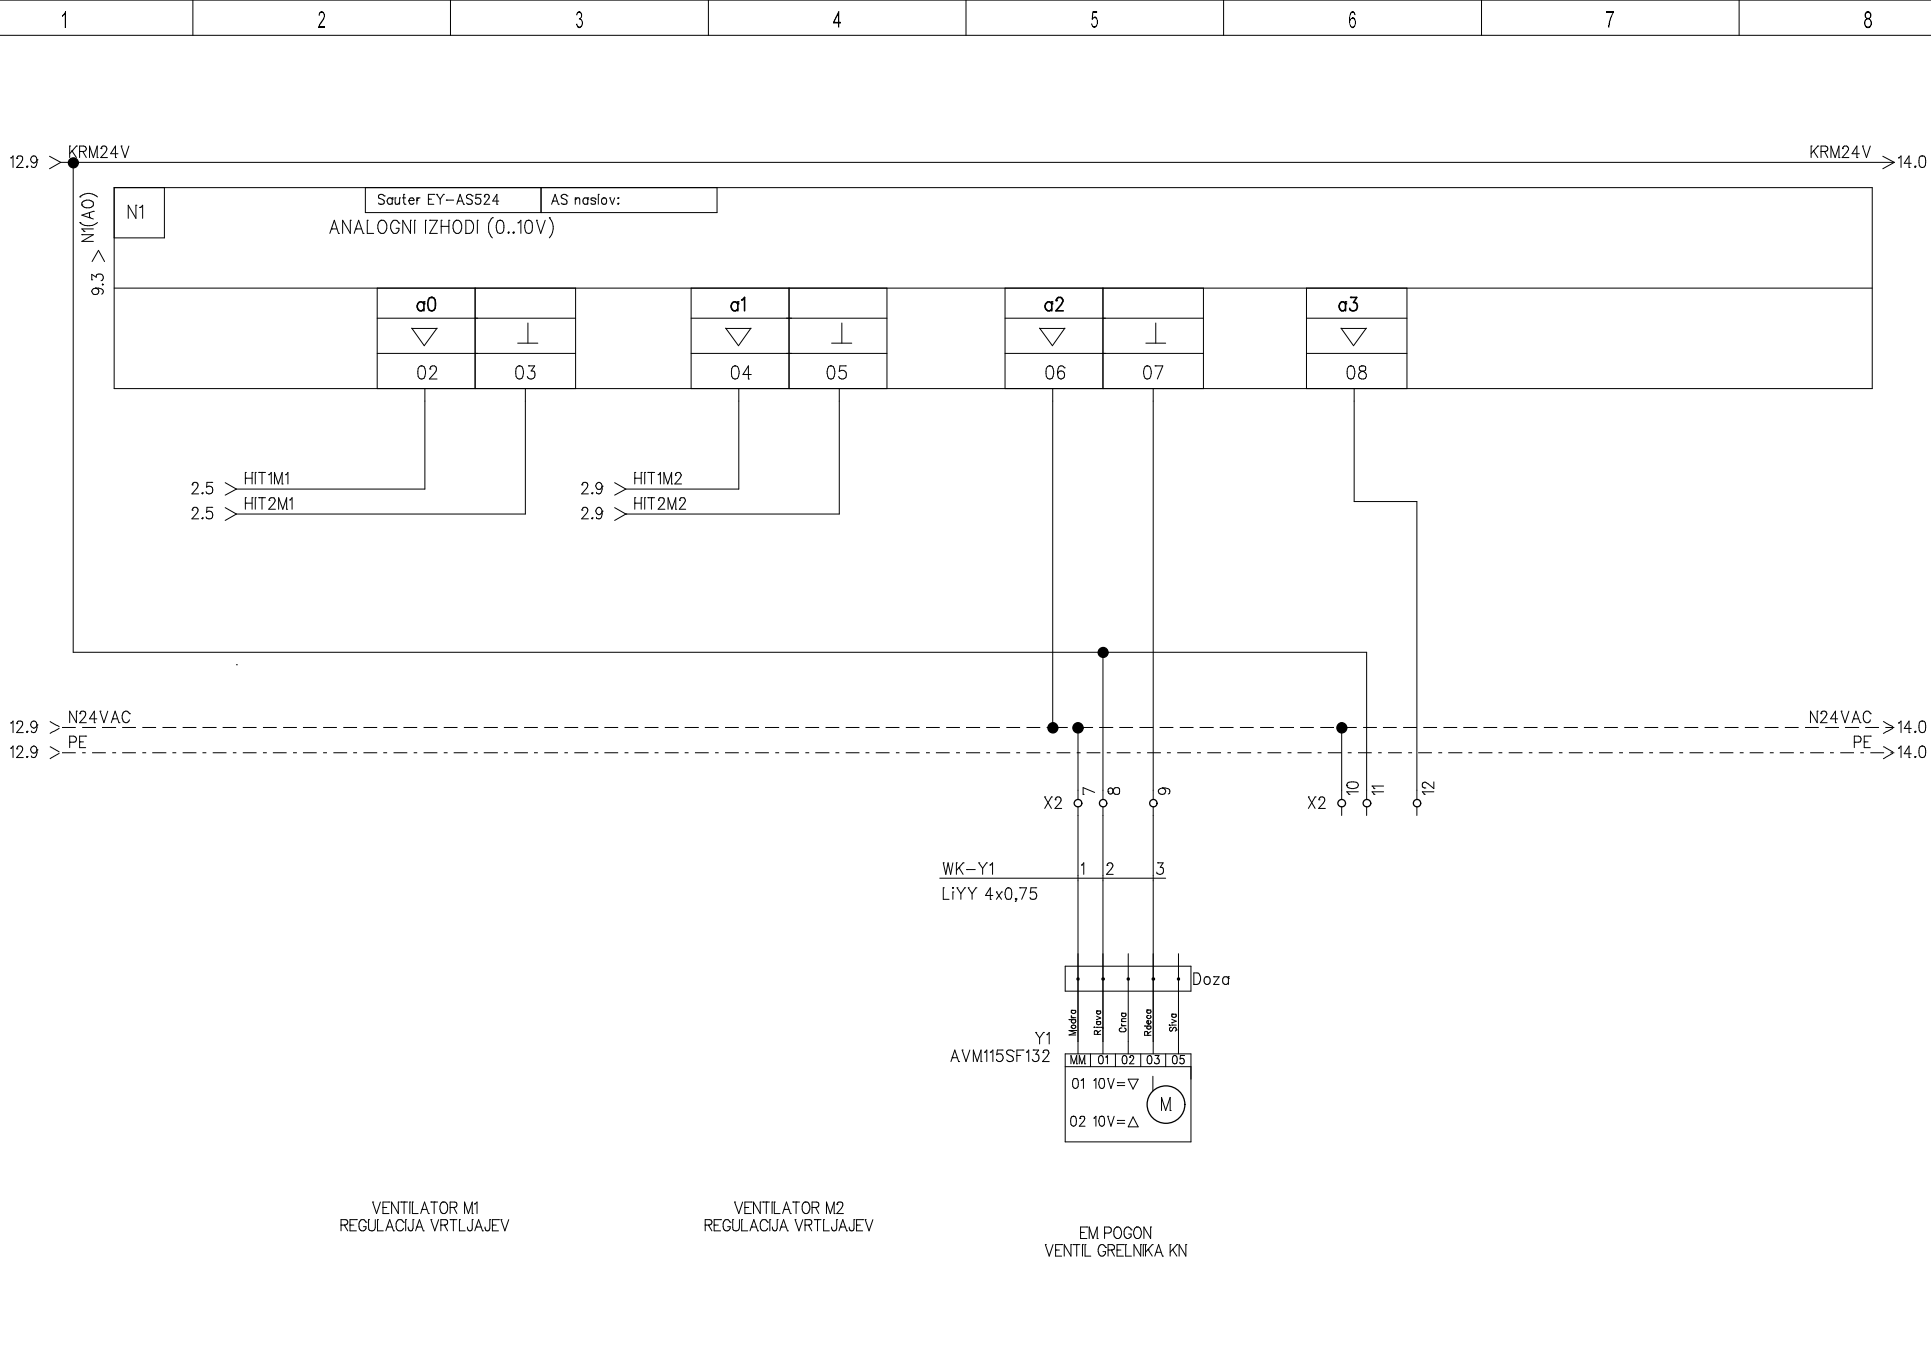 1 2 3 4 5 6 7 8
KRM24V KRM24V
12.9 14.0
N1(A0)
9.3
N1
Sauter EY-AS524 AS naslov:
ANALOGNI IZHODI (0..10V)
a0 a1 a2 a3
02 03 04 05 06 07 08
HIT1M1 HIT1M2
2.5 2.9
HIT2M1 HIT2M2
2.5 2.9
N24VAC N24VAC
12.9 14.0
PE PE
12.9 14.0
7 8 9 10 11 12
X2 X2
WK-Y1 1 2 3
LiYY 4x0,75
Doza
Modra Rjava Crna Rdeca Siva
Y1
AVM115SF132
MM 01 02 03 05
01 10V=
M
02 10V=
VENTILATOR M1
REGULACIJA VRTLJAJEV
VENTILATOR M2
REGULACIJA VRTLJAJEV
EM POGON
VENTIL GRELNIKA KN